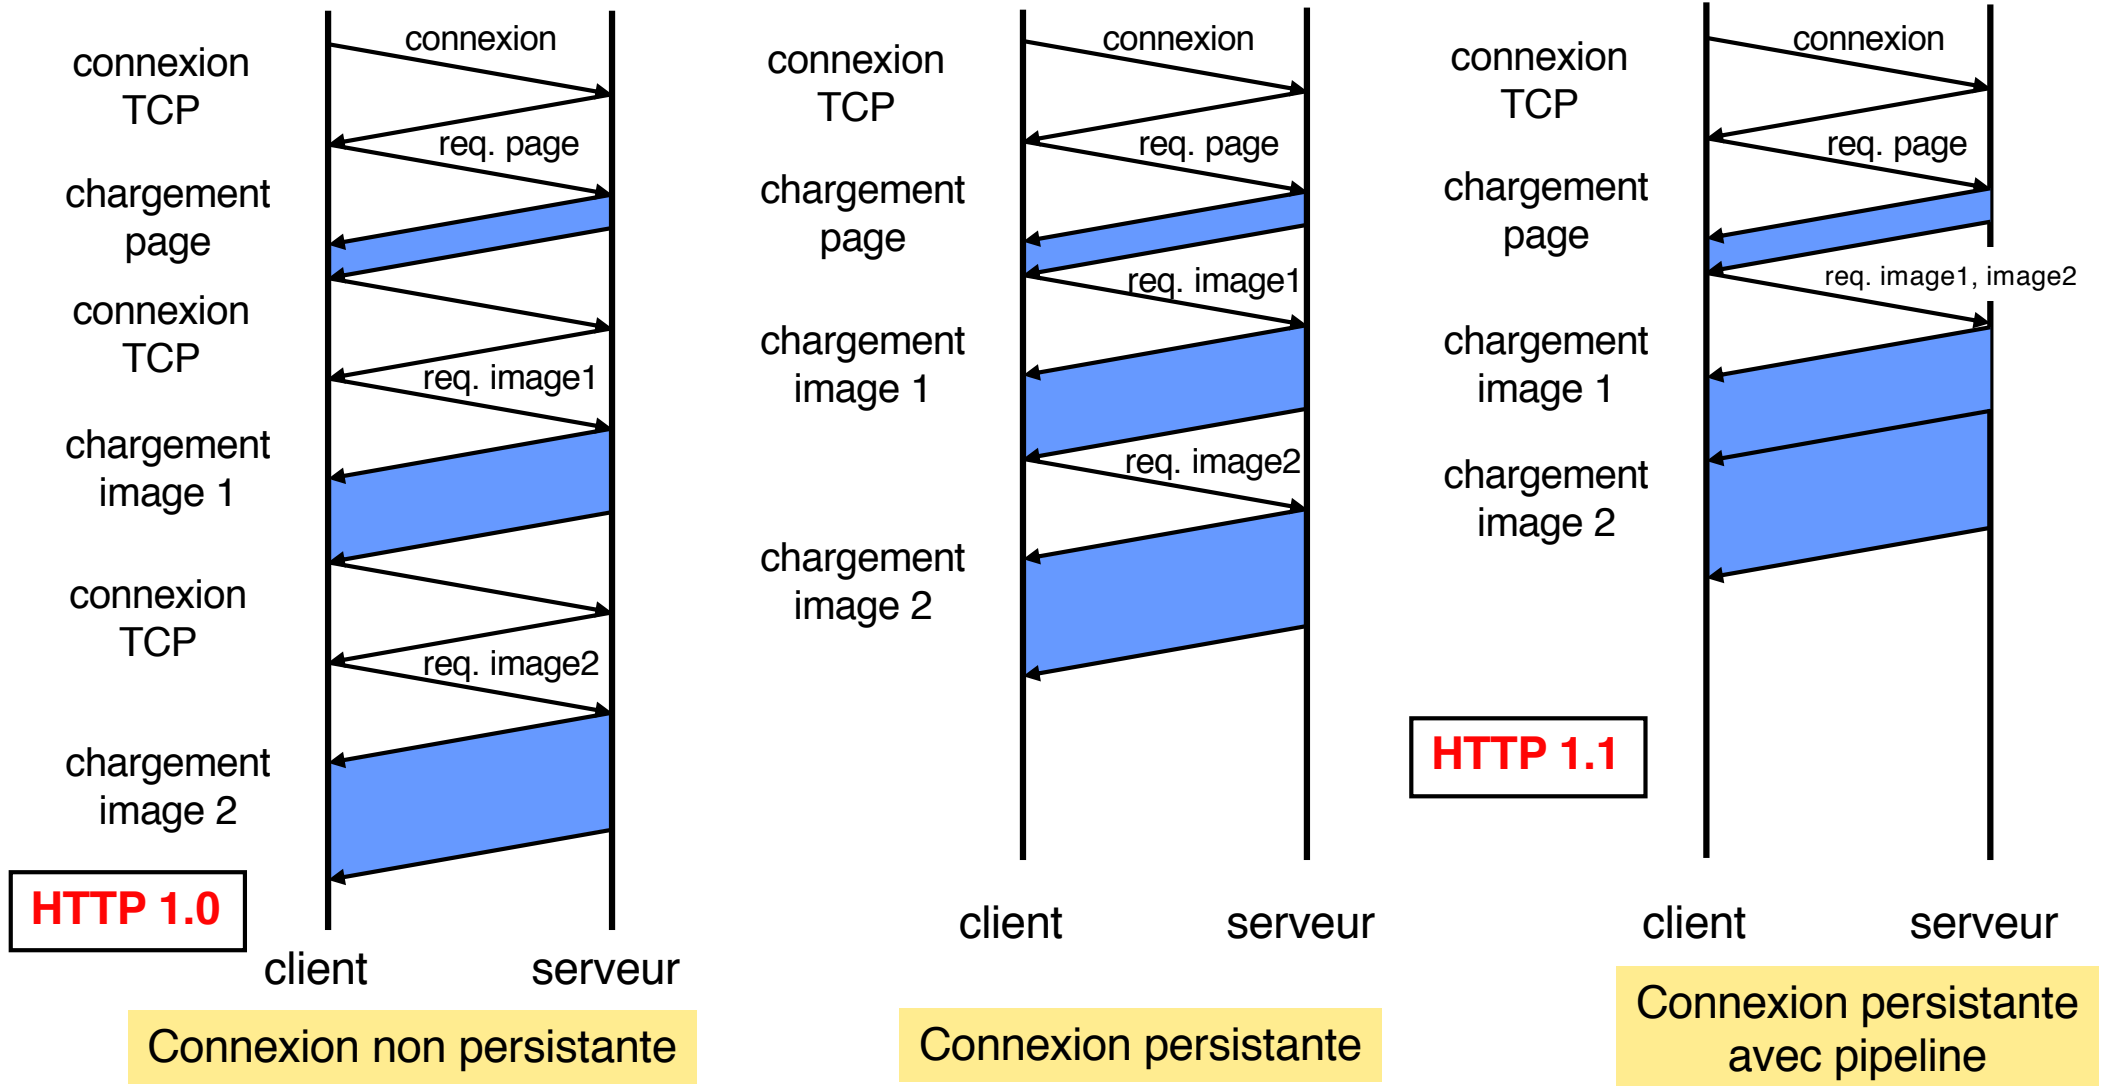 connexion
connexion
TCP
req. page
chargement
page
connexion
TCP
req. image1
chargement
image 1
connexion
TCP
req. image2
chargement
image 2
HTTP 1.0
client
serveur
Connexion non persistante
connexion
connexion
TCP
req. page
chargement
page
req. image1
chargement
image 1
req. image2
chargement
image 2
client
serveur
Connexion persistante
connexion
connexion
TCP
req. page
chargement
page
req. image1, image2
chargement
image 1
chargement
image 2
HTTP 1.1
client
serveur
Connexion persistante
avec pipeline